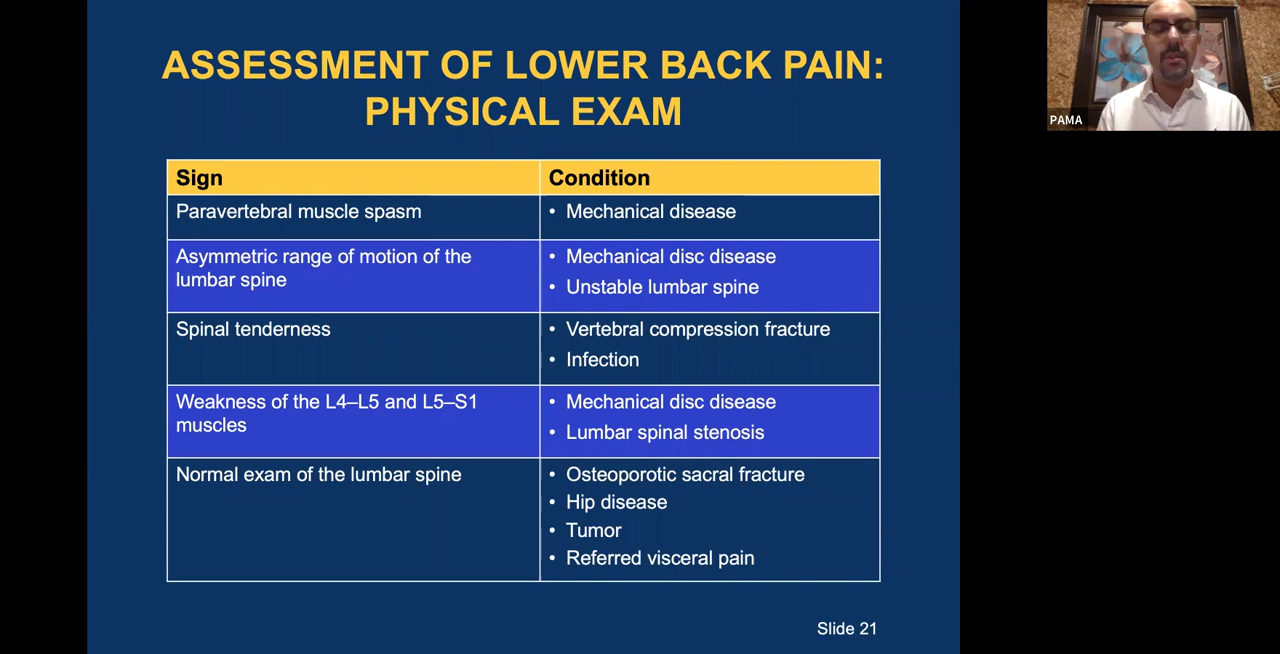 ASSESSMENT OF LOWER BACK PAIN:
PHYSICAL EXAM
Sign
Condition
Paravertebral muscle spasm
• Mechanical disease
Asymmetric range of motion of the
lumbar spine
• Mechanical disc disease
• Unstable lumbar spine
Spinal tenderness
• Vertebral compression fracture
• Infection
Weakness of the L4–L5 and L5–S1
muscles
• Mechanical disc disease
• Lumbar spinal stenosis
Normal exam of the lumbar spine
• Osteoporotic sacral fracture
• Hip disease
• Tumor
• Referred visceral pain
Slide 21
PAMA